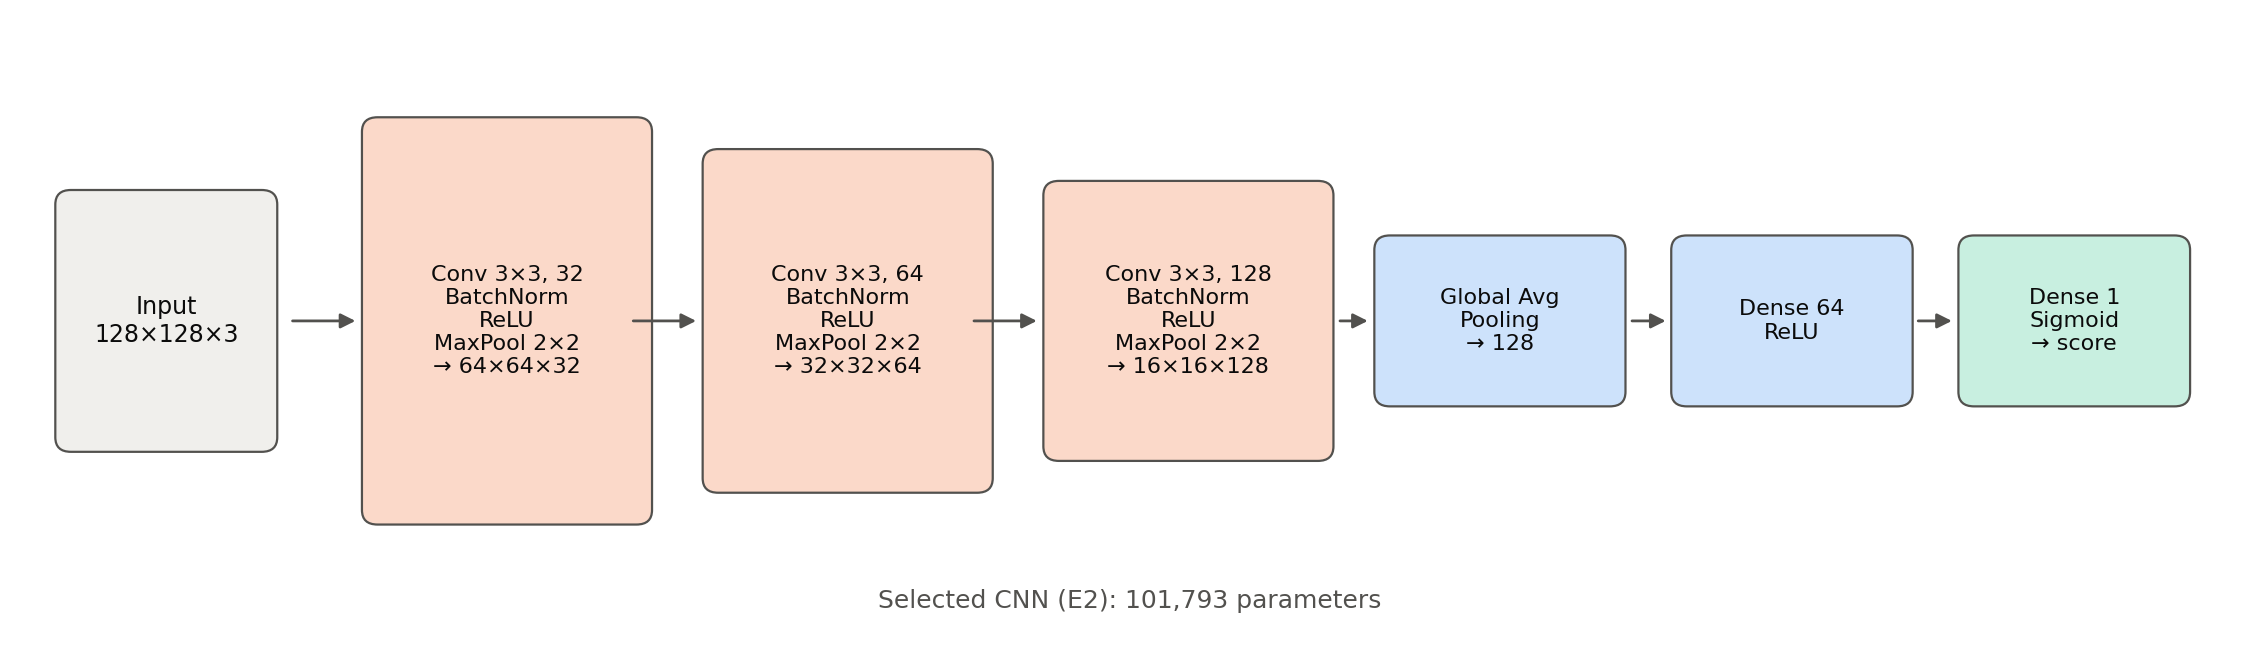 Input
128×128×3
Conv 3×3, 32
BatchNorm
ReLU
MaxPool 2×2
→ 64×64×32
Conv 3×3, 64
BatchNorm
ReLU
MaxPool 2×2
→ 32×32×64
Conv 3×3, 128
BatchNorm
ReLU
MaxPool 2×2
→ 16×16×128
Global Avg
Pooling
→ 128
Dense 64
ReLU
Dense 1
Sigmoid
→ score
Selected CNN (E2): 101,793 parameters